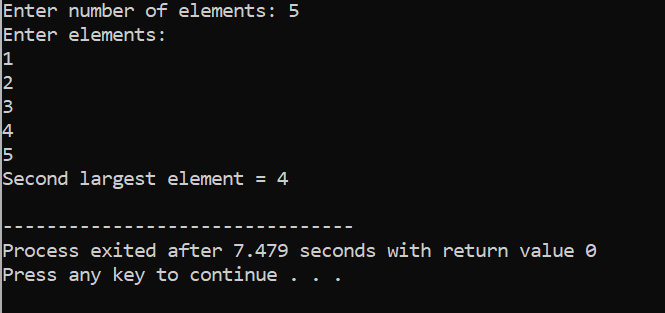 Enter number of elements: 5
Enter elements:
1
2
3
4
5
Second largest element = 4
--------------------------------
Process exited after 7.479 seconds with return value 0
Press any key to continue . . .